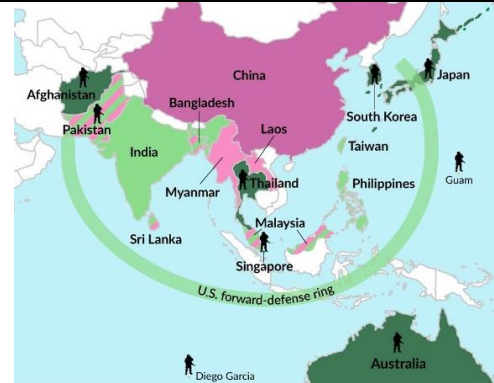 China
Japan
Afghanistan
Bangladesh
South Korea
Pakistan
Laos
India
Taiwan
Myanmar
Thailand
Philippines
Guam
Sri Lanka
Malaysia
Singapore
U.S. forward-defense ring
Australia
Diego Garcia